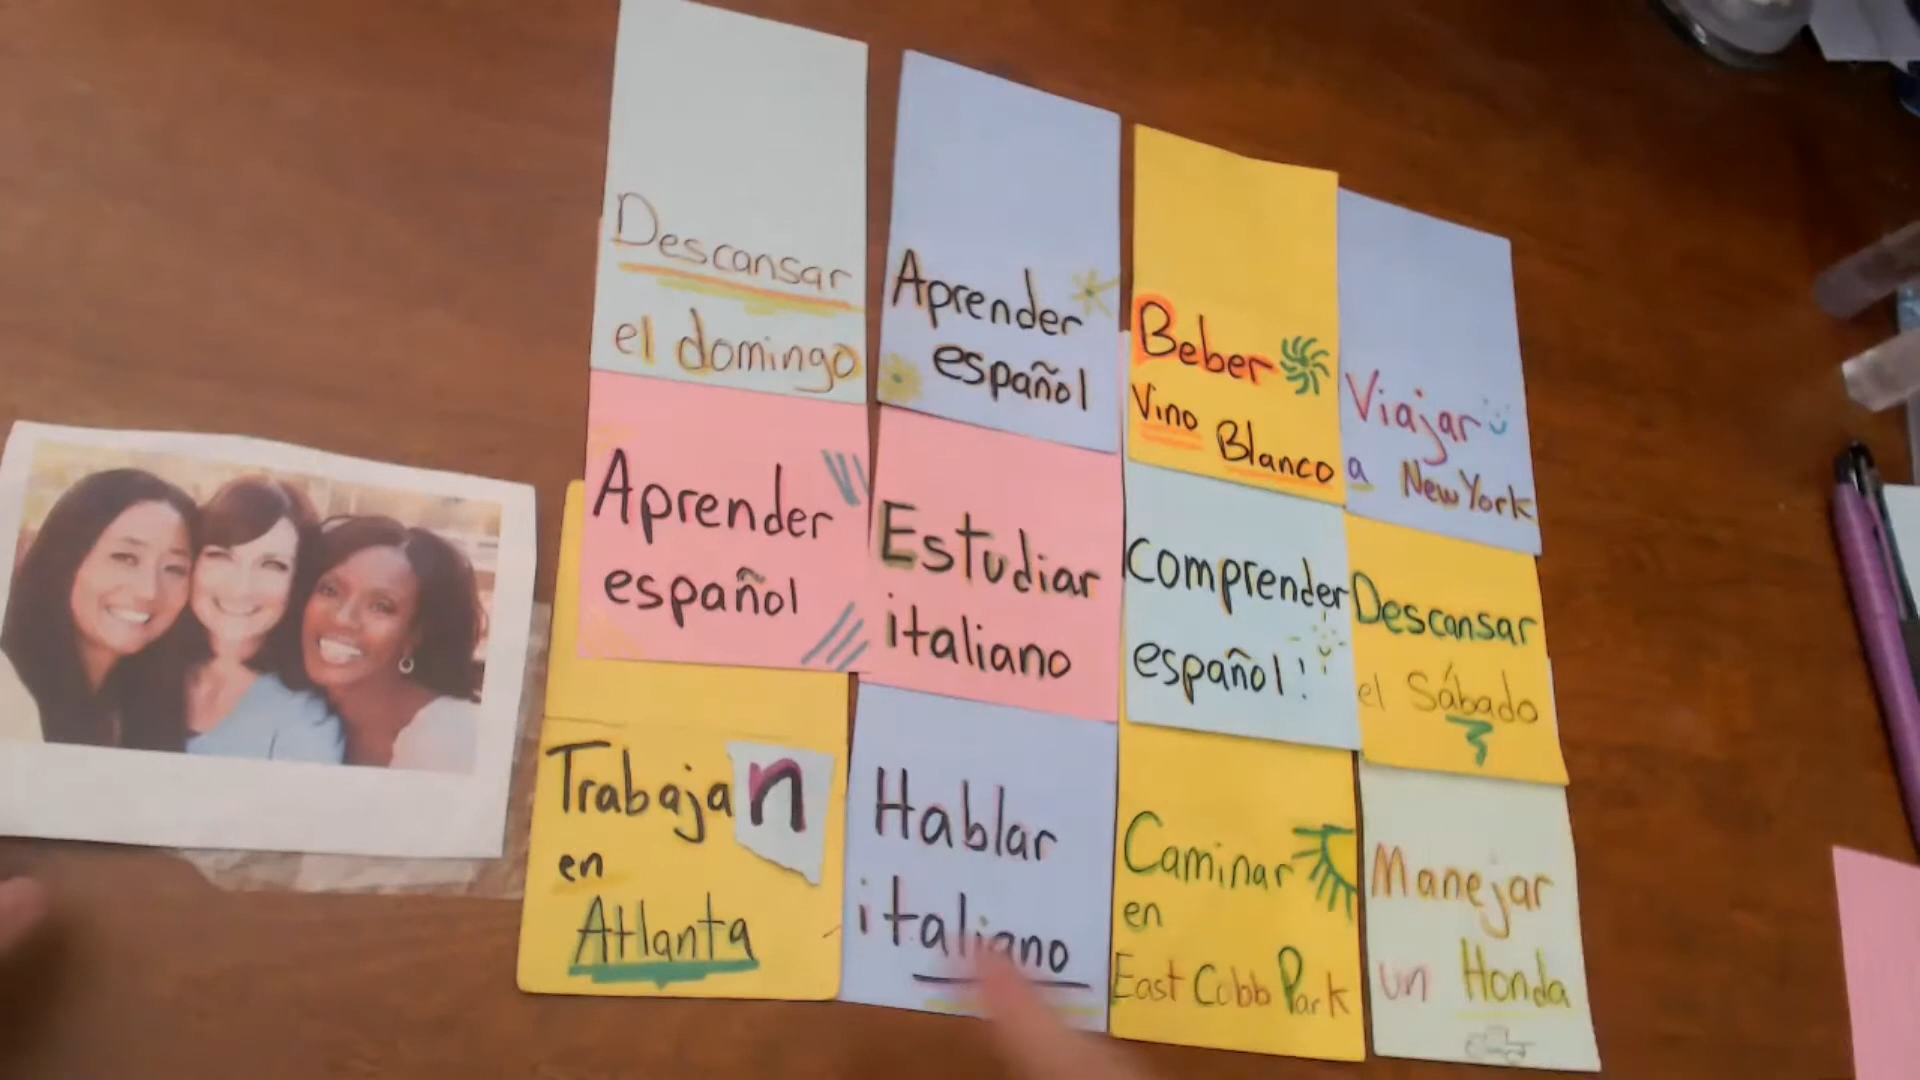 Descansar
el domingo
Aprender
español
Beber
Vino Blanco
Viajar
a New York
Aprender
español
Estudiar
italiano
Comprender
español!
Descansar
el Sábado
Trabajan
en
Atlanta
Hablar
italiano
Caminar
en
East Cobb Park
Manejar
un Honda